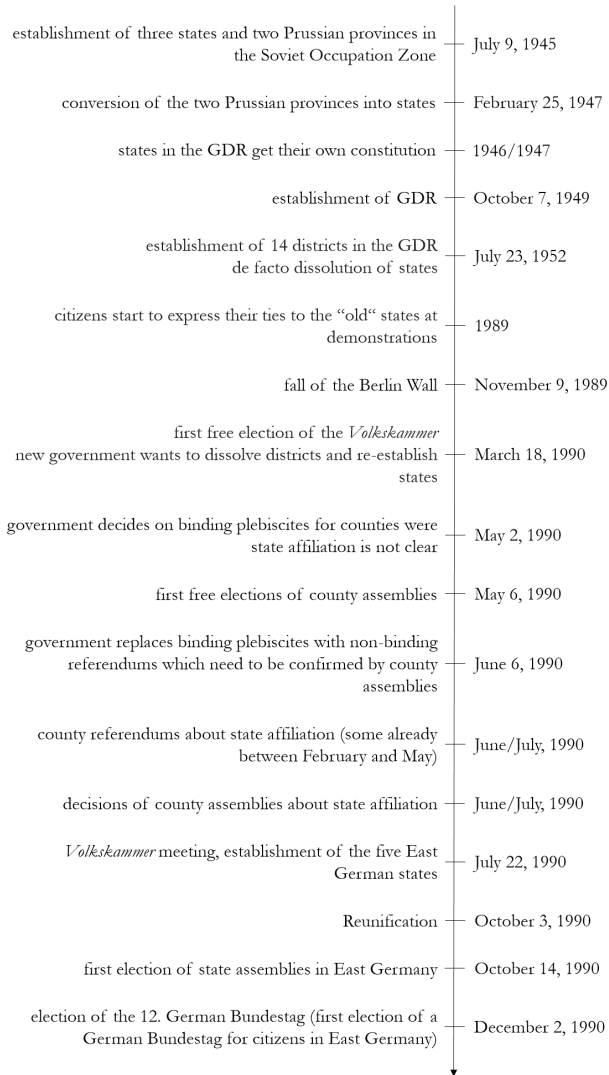 establishment of three states and two Prussian provinces in
the Soviet Occupation Zone
July 9, 1945
conversion of the two Prussian provinces into states
February 25, 1947
states in the GDR get their own constitution
1946/1947
establishment of GDR
October 7, 1949
establishment of 14 districts in the GDR
de facto dissolution of states
July 23, 1952
citizens start to express their ties to the “old“ states at
demonstrations
1989
fall of the Berlin Wall
November 9, 1989
first free election of the Volkskammer
new government wants to dissolve districts and re-establish
states
March 18, 1990
government decides on binding plebiscites for counties were
state affiliation is not clear
May 2, 1990
first free elections of county assemblies
May 6, 1990
government replaces binding plebiscites with non-binding
referendums which need to be confirmed by county
assemblies
June 6, 1990
county referendums about state affiliation (some already
between February and May)
June/July, 1990
decisions of county assemblies about state affiliation
June/July, 1990
Volkskammer meeting, establishment of the five East
German states
July 22, 1990
Reunification
October 3, 1990
first election of state assemblies in East Germany
October 14, 1990
election of the 12. German Bundestag (first election of a
German Bundestag for citizens in East Germany)
December 2, 1990